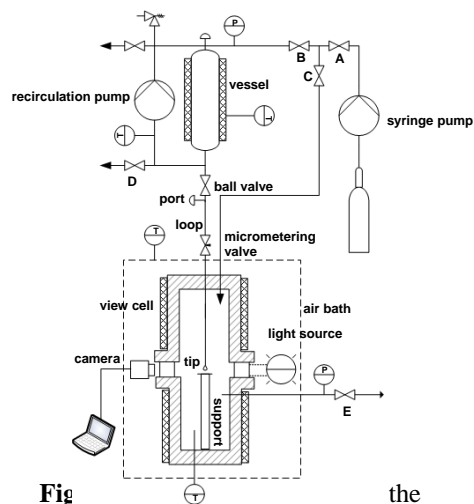 P
B
A
C
recirculation pump
vessel
T
T
syringe pump
D
ball valve
port
loop
T
micrometering
valve
view cell
air bath
light source
camera
tip
P
support
E
T
Fig
the